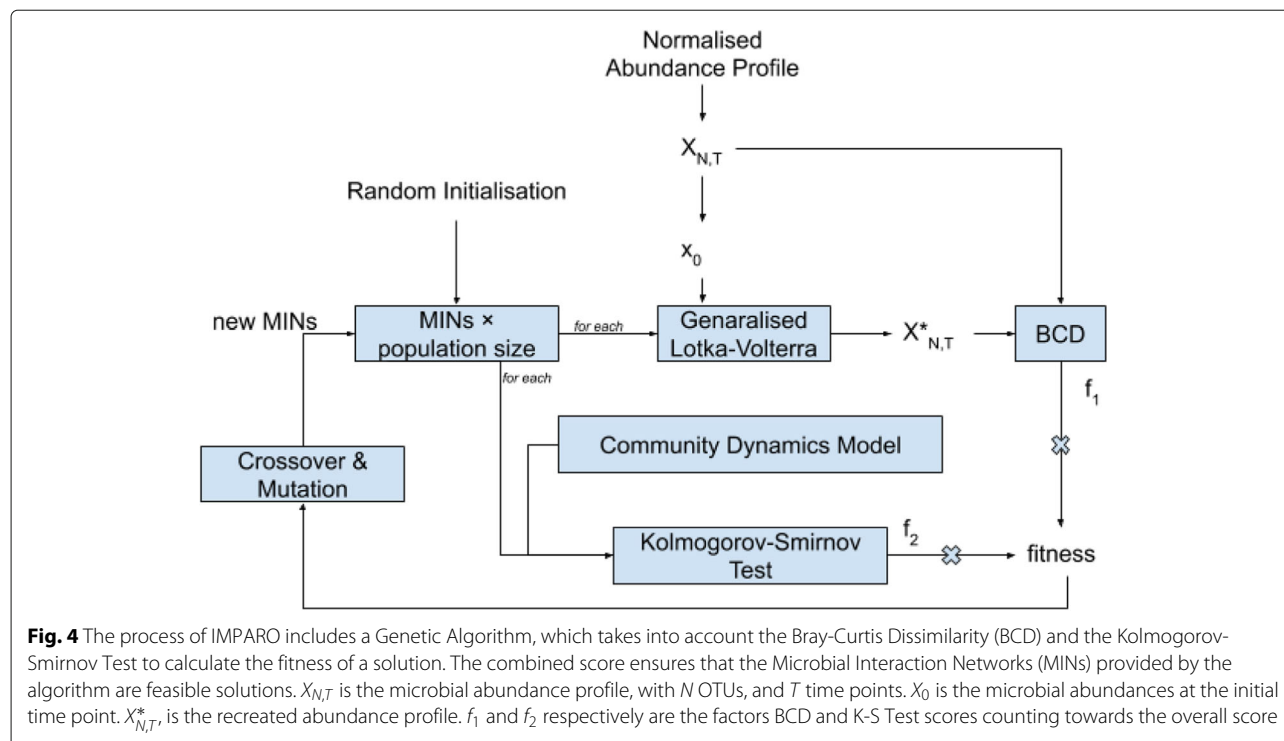 Normalised
Abundance Profile
X_{N,T}
Random Initialisation
x_0
new MINs
MINs ×
population size
for each
Genaralised
Lotka-Volterra
X^*_{N,T}
BCD
for each
f_1
Community Dynamics Model
Crossover &
Mutation
Kolmogorov-Smirnov
Test
f_2
fitness
Fig. 4 The process of IMPARO includes a Genetic Algorithm, which takes into account the Bray-Curtis Dissimilarity (BCD) and the Kolmogorov-
Smirnov Test to calculate the fitness of a solution. The combined score ensures that the Microbial Interaction Networks (MINs) provided by the
algorithm are feasible solutions. X_{N,T} is the microbial abundance profile, with N OTUs, and T time points. X_0 is the microbial abundances at the initial
time point. X^*_{N,T}, is the recreated abundance profile. f_1 and f_2 respectively are the factors BCD and K-S Test scores counting towards the overall score